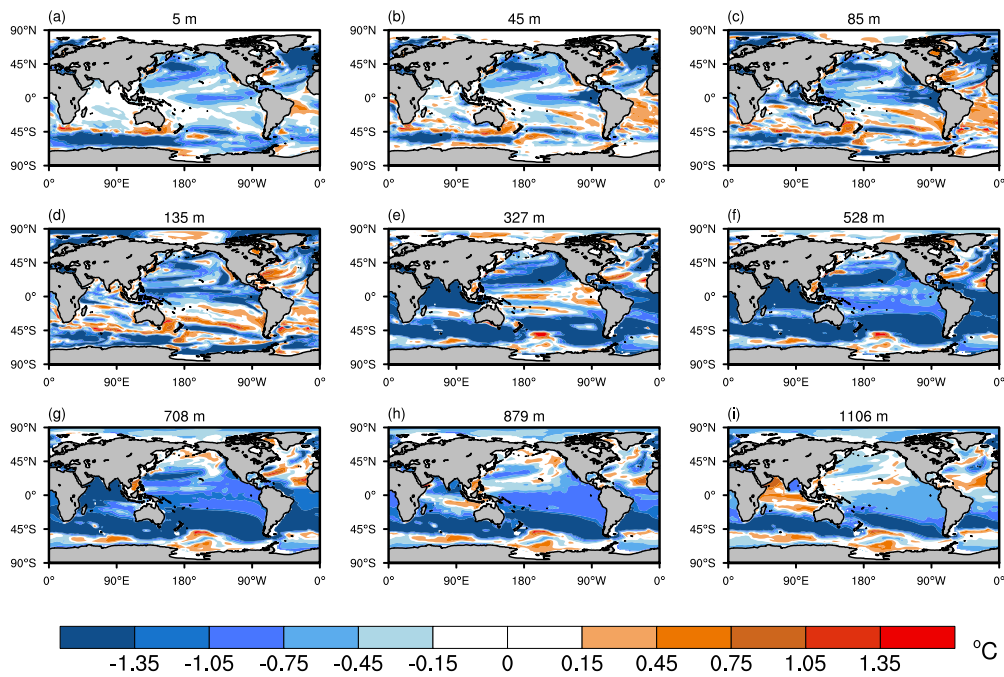 (a) 5 m (b) 45 m (c) 85 m
90°N 90°N 90°N
45°N 45°N 45°N
0° 0° 0°
45°S 45°S 45°S
90°S 90°S 90°S
0° 90°E 180° 90°W 0° 0° 90°E 180° 90°W 0° 0° 90°E 180° 90°W 0°
(d) 135 m (e) 327 m (f) 528 m
90°N 90°N 90°N
45°N 45°N 45°N
0° 0° 0°
45°S 45°S 45°S
90°S 90°S 90°S
0° 90°E 180° 90°W 0° 0° 90°E 180° 90°W 0° 0° 90°E 180° 90°W 0°
(g) 708 m (h) 879 m (i) 1106 m
90°N 90°N 90°N
45°N 45°N 45°N
0° 0° 0°
45°S 45°S 45°S
90°S 90°S 90°S
0° 90°E 180° 90°W 0° 0° 90°E 180° 90°W 0° 0° 90°E 180° 90°W 0°
-1.35 -1.05 -0.75 -0.45 -0.15 0 0.15 0.45 0.75 1.05 1.35 °C